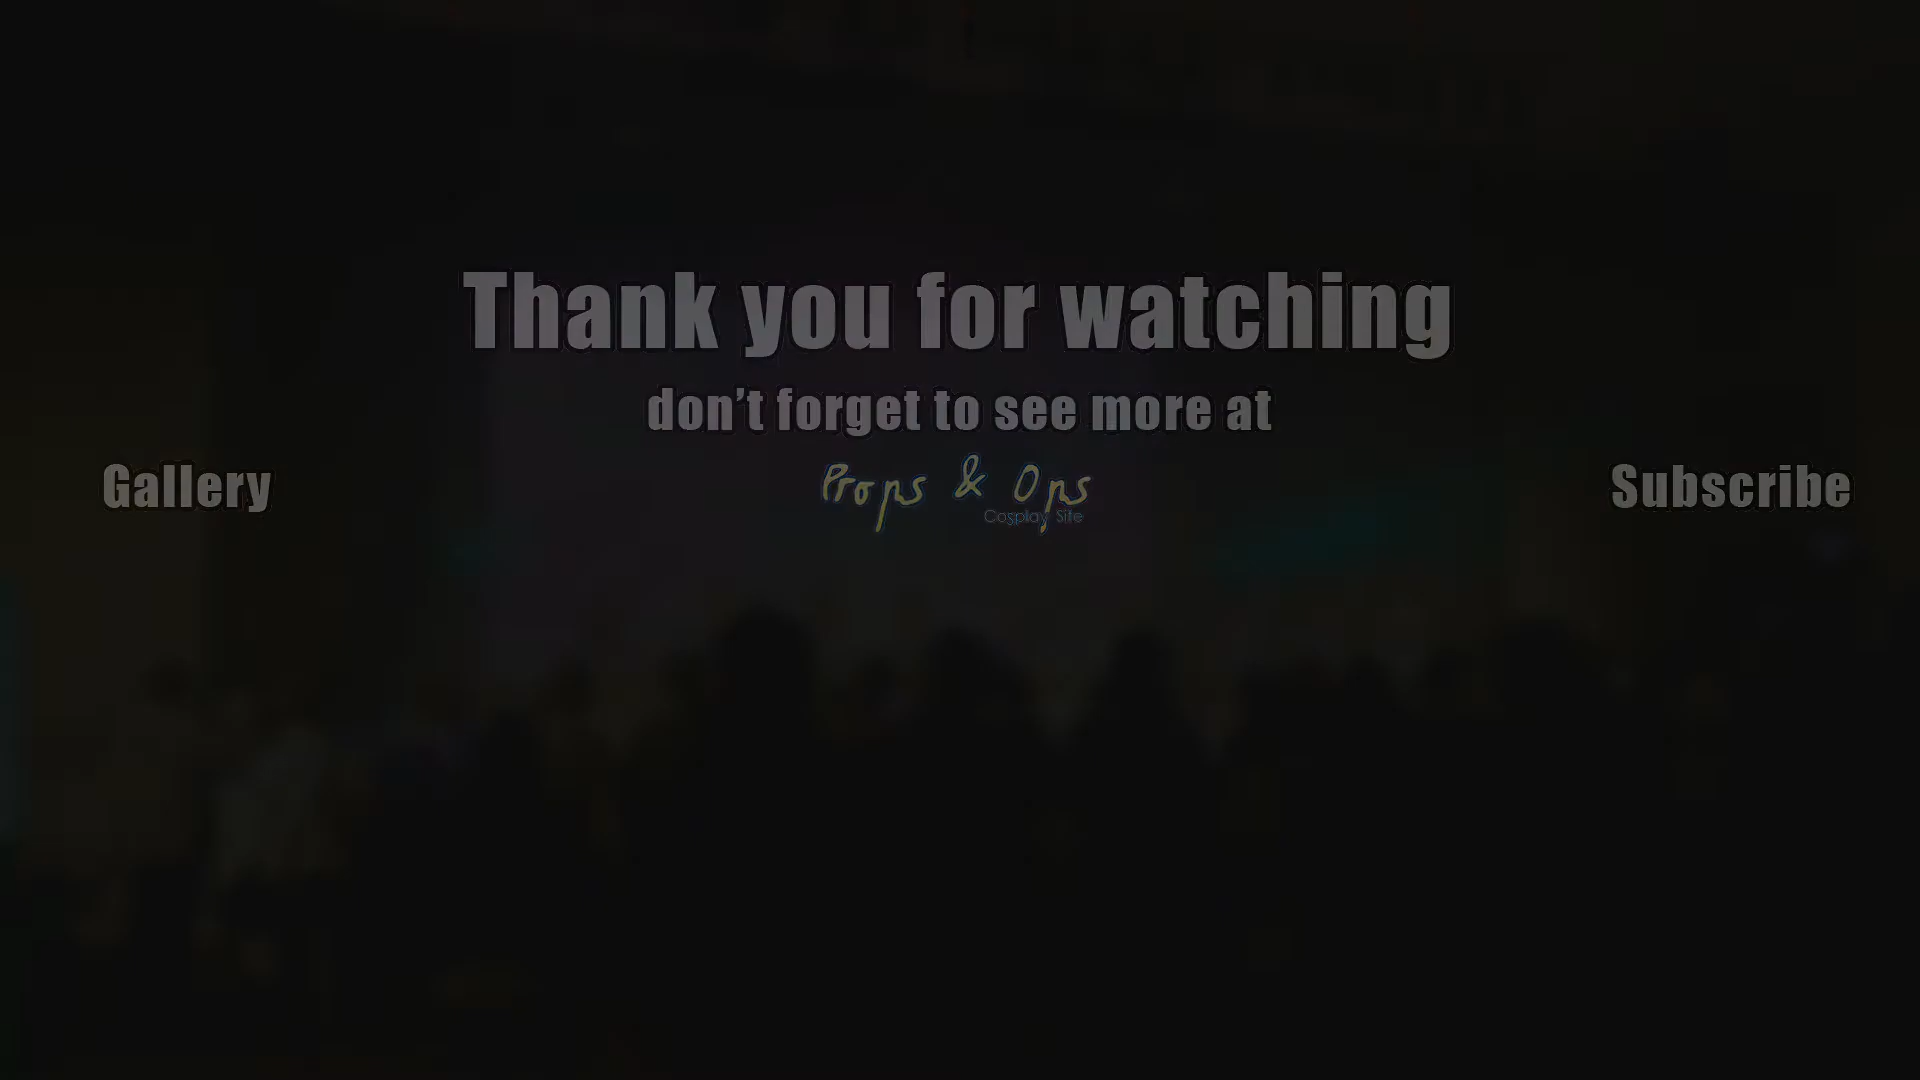 Thank you for watching
don't forget to see more at
Gallery
Props & Ops
Subscribe
Cosplay Site